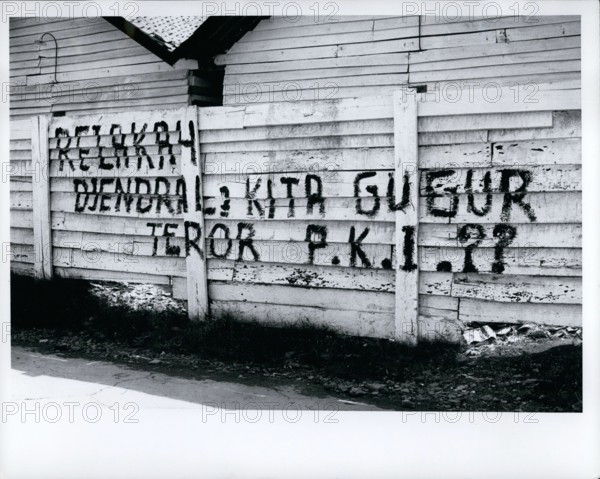 RELAKAH
DJENDRAL2 KITA GUGUR
TEROR P.K.I.??